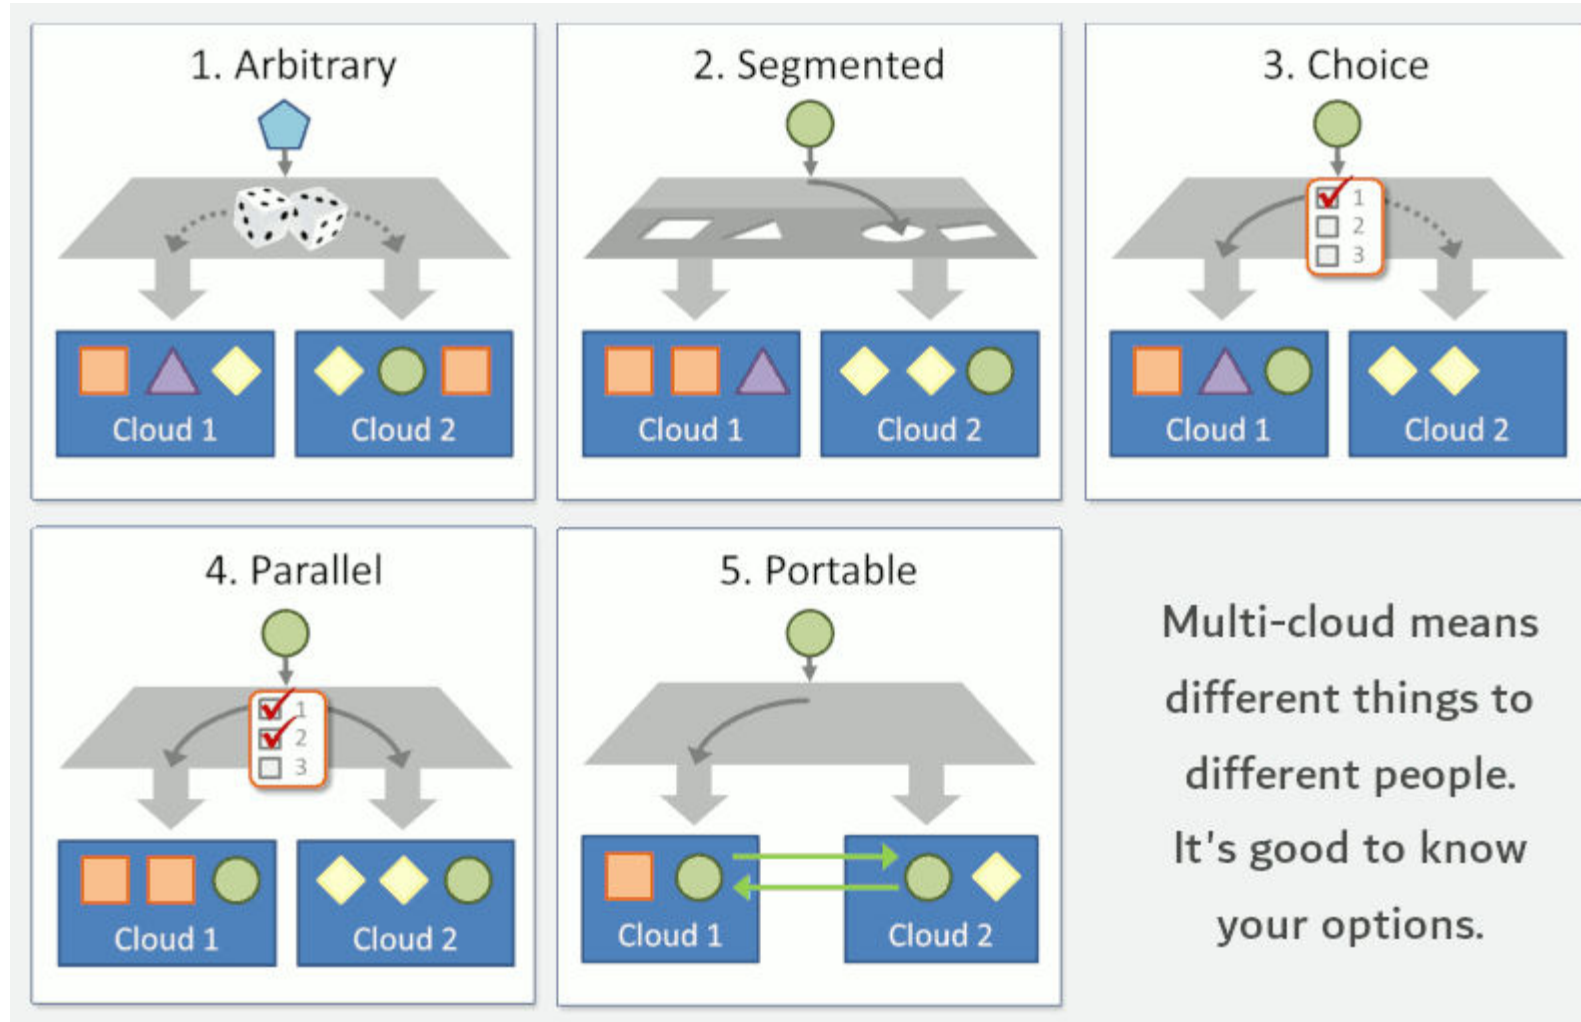 1. Arbitrary
Cloud 1
Cloud 2
2. Segmented
Cloud 1
Cloud 2
3. Choice
1
2
3
Cloud 1
Cloud 2
4. Parallel
1
2
3
Cloud 1
Cloud 2
5. Portable
Cloud 1
Cloud 2
Multi-cloud means
different things to
different people.
It's good to know
your options.